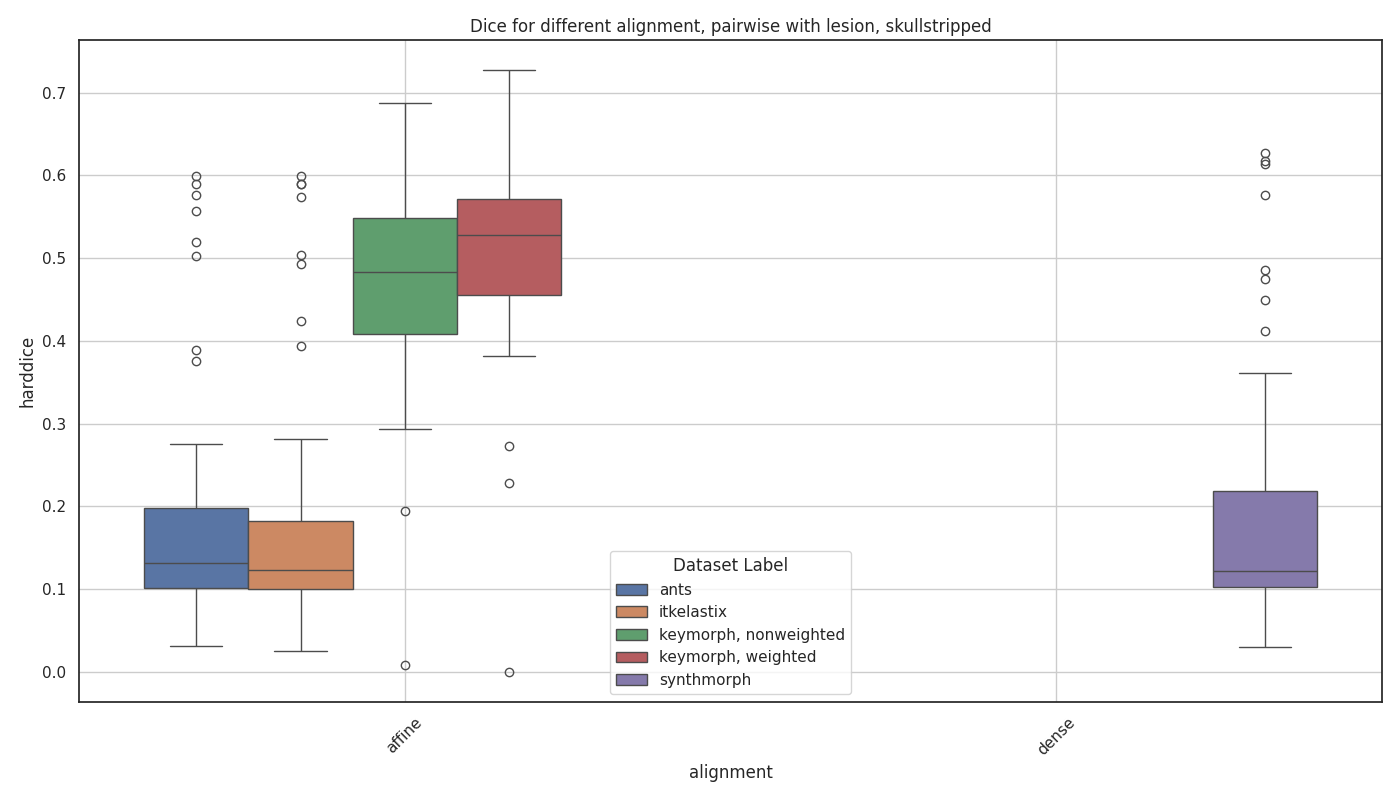 Dice for different alignment, pairwise with lesion, skullstripped
harddice
0.7
0.6
0.5
0.4
0.3
0.2
0.1
0.0
Dataset Label
ants
itkelastix
keymorph, nonweighted
keymorph, weighted
synthmorph
affine
dense
alignment